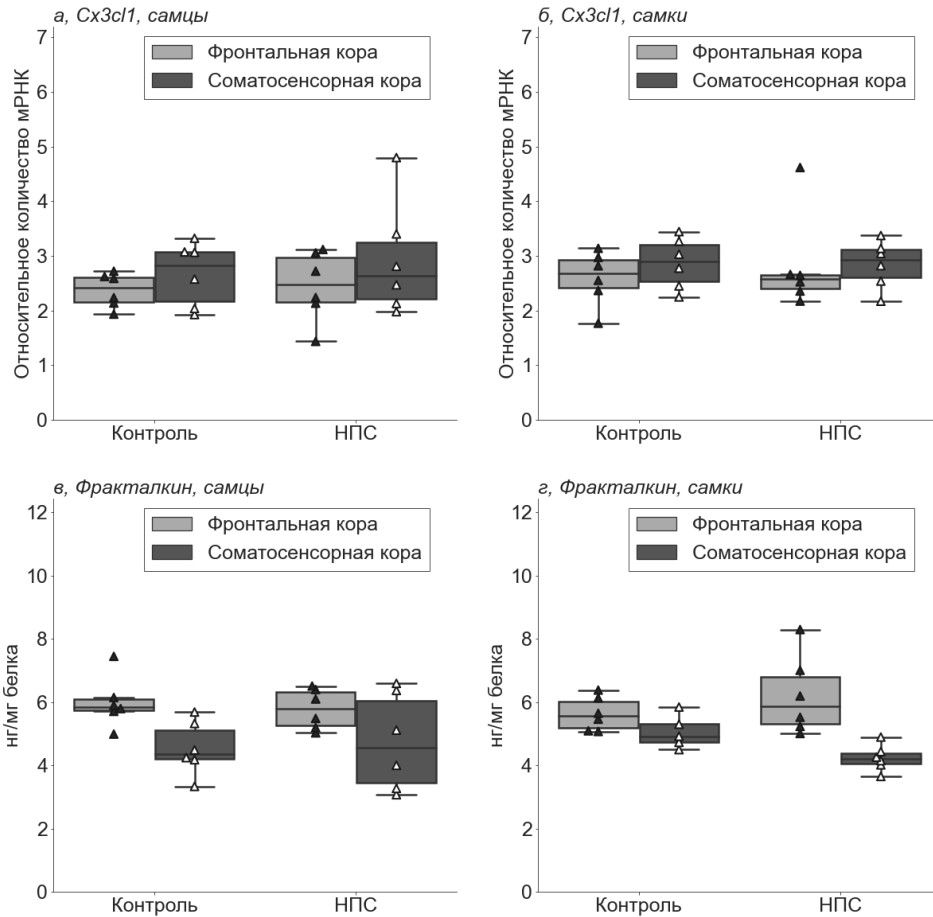 а, Cx3cl1, самцы
Относительное количество мРНК
7
6
5
4
3
2
1
0
Фронтальная кора
Соматосенсорная кора
Контроль
НПС
б, Cx3cl1, самки
Относительное количество мРНК
7
6
5
4
3
2
1
0
Фронтальная кора
Соматосенсорная кора
Контроль
НПС
в, Фракталкин, самцы
нг/мг белка
12
10
8
6
4
2
0
Фронтальная кора
Соматосенсорная кора
Контроль
НПС
г, Фракталкин, самки
нг/мг белка
12
10
8
6
4
2
0
Фронтальная кора
Соматосенсорная кора
Контроль
НПС